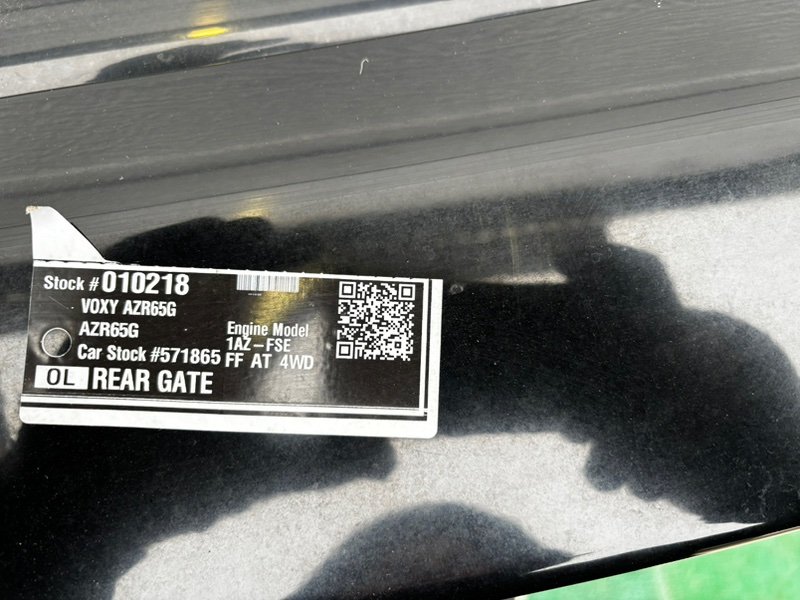 Stock # 010218
VOXY AZR65G
AZR65G
Engine Model
1AZ-FSE
Car Stock #571865 FF AT 4WD
OL REAR GATE